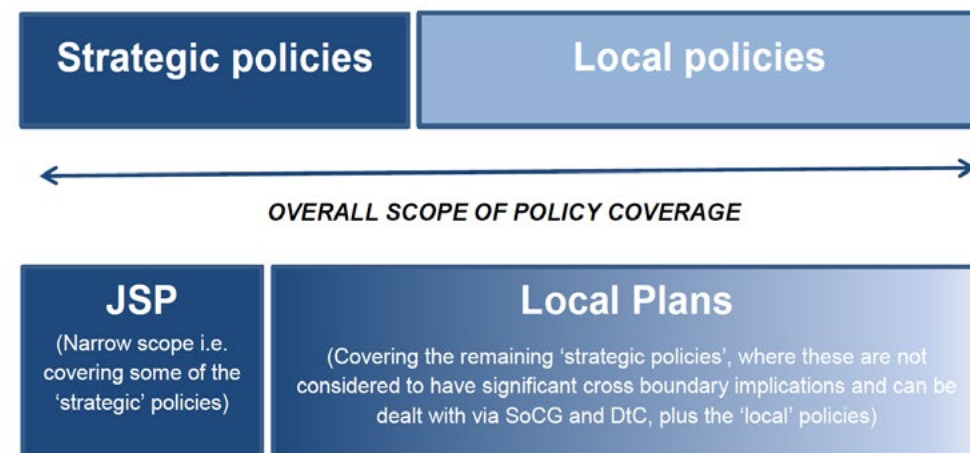 Strategic policies
Local policies
OVERALL SCOPE OF POLICY COVERAGE
JSP
(Narrow scope i.e.
covering some of the
‘strategic’ policies)
Local Plans
(Covering the remaining ‘strategic policies’, where these are not
considered to have significant cross boundary implications and can be
dealt with via SoCG and DtC, plus the ‘local’ policies)